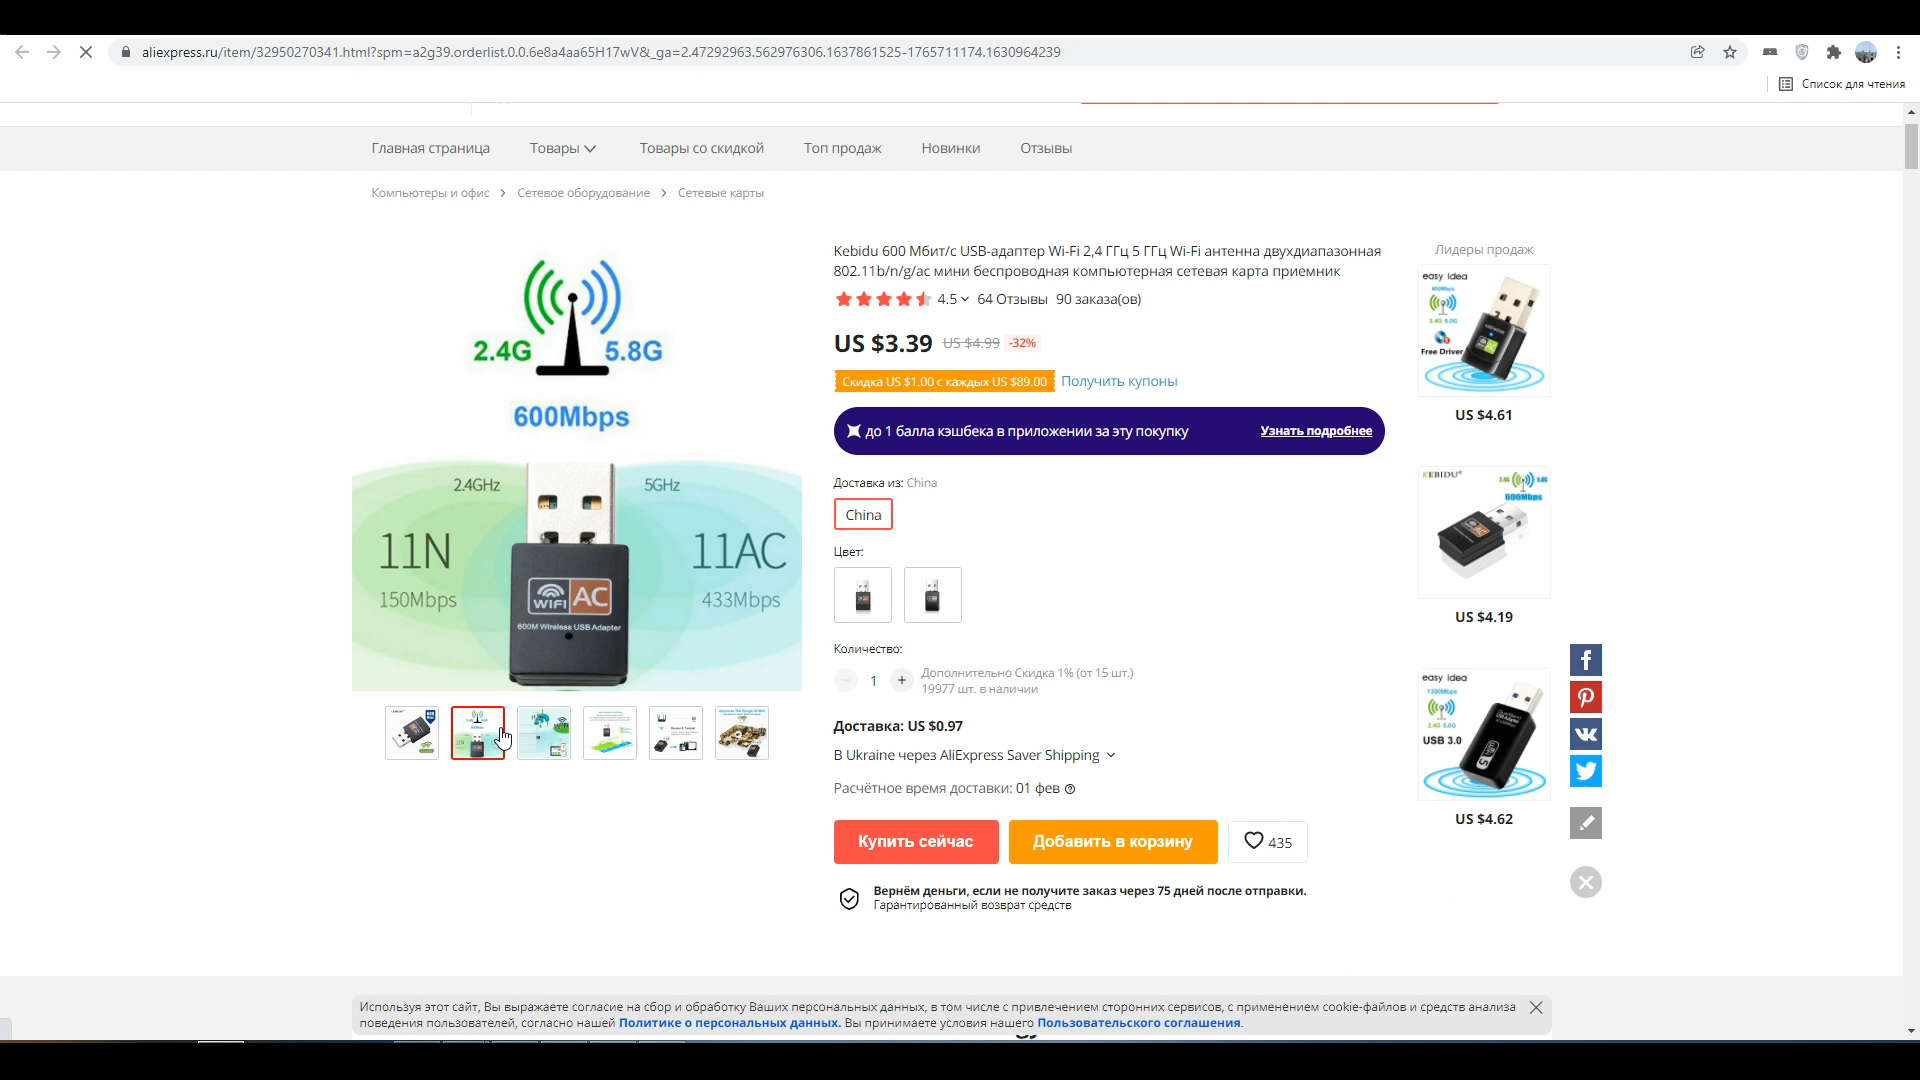 aliexpress.ru/item/32950270341.html?spm=a2g39.orderlist.0.0.6e8a4aa65H17wV&_ga=2.47292963.562976306.1637861525-1765711174.1630964239
Список для чтения
Главная страница
Товары
Товары со скидкой
Топ продаж
Новинки
Отзывы
Компьютеры и офис > Сетевое оборудование > Сетевые карты
2.4G
5.8G
600Mbps
2.4GHz
5GHz
11N
11AC
150Mbps
433Mbps
WIFI AC
600M Wireless USB Adapter
Kebidu 600 Мбит/с USB-адаптер Wi-Fi 2,4 ГГц 5 ГГц Wi-Fi антенна двухдиапазонная
802.11b/n/g/ac мини беспроводная компьютерная сетевая карта приемник
4.5 64 Отзывы 90 заказа(ов)
US $3.39 US $4.99 -32%
Скидка US $1.00 с каждых US $89.00 Получить купоны
до 1 балла кэшбека в приложении за эту покупку Узнать подробнее
Доставка из: China
China
Цвет:
Количество:
1
Дополнительно Скидка 1% (от 15 шт.)
19977 шт. в наличии
Доставка: US $0.97
В Ukraine через AliExpress Saver Shipping
Расчётное время доставки: 01 фев
Купить сейчас
Добавить в корзину
435
Вернём деньги, если не получите заказ через 75 дней после отправки.
Гарантированный возврат средств
Лидеры продаж
easy idea
600Mbps
2.4G 5.0G
Free Driver
US $4.61
KEBIDU
600Mbps
US $4.19
easy idea
1300Mbps
2.4G 5.0G
USB 3.0
US $4.62
Используя этот сайт, Вы выражаете согласие на сбор и обработку Ваших персональных данных, в том числе с привлечением сторонних сервисов, с применением cookie-файлов и средств анализа
поведения пользователей, согласно нашей Политике о персональных данных. Вы принимаете условия нашего Пользовательского соглашения.